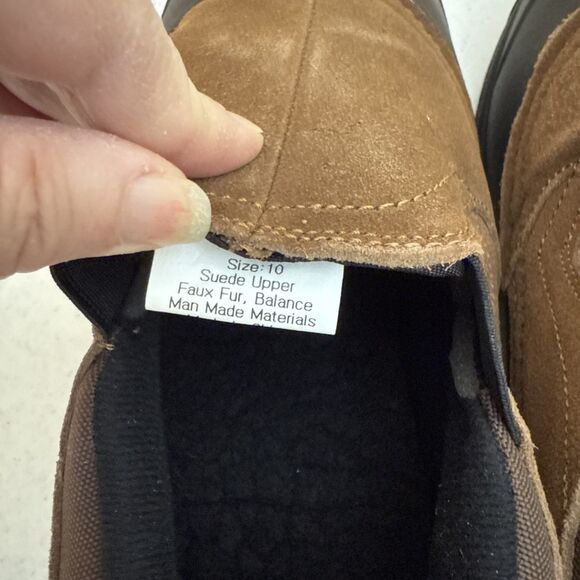 Size:10
Suede Upper
Faux Fur, Balance
Man Made Materials